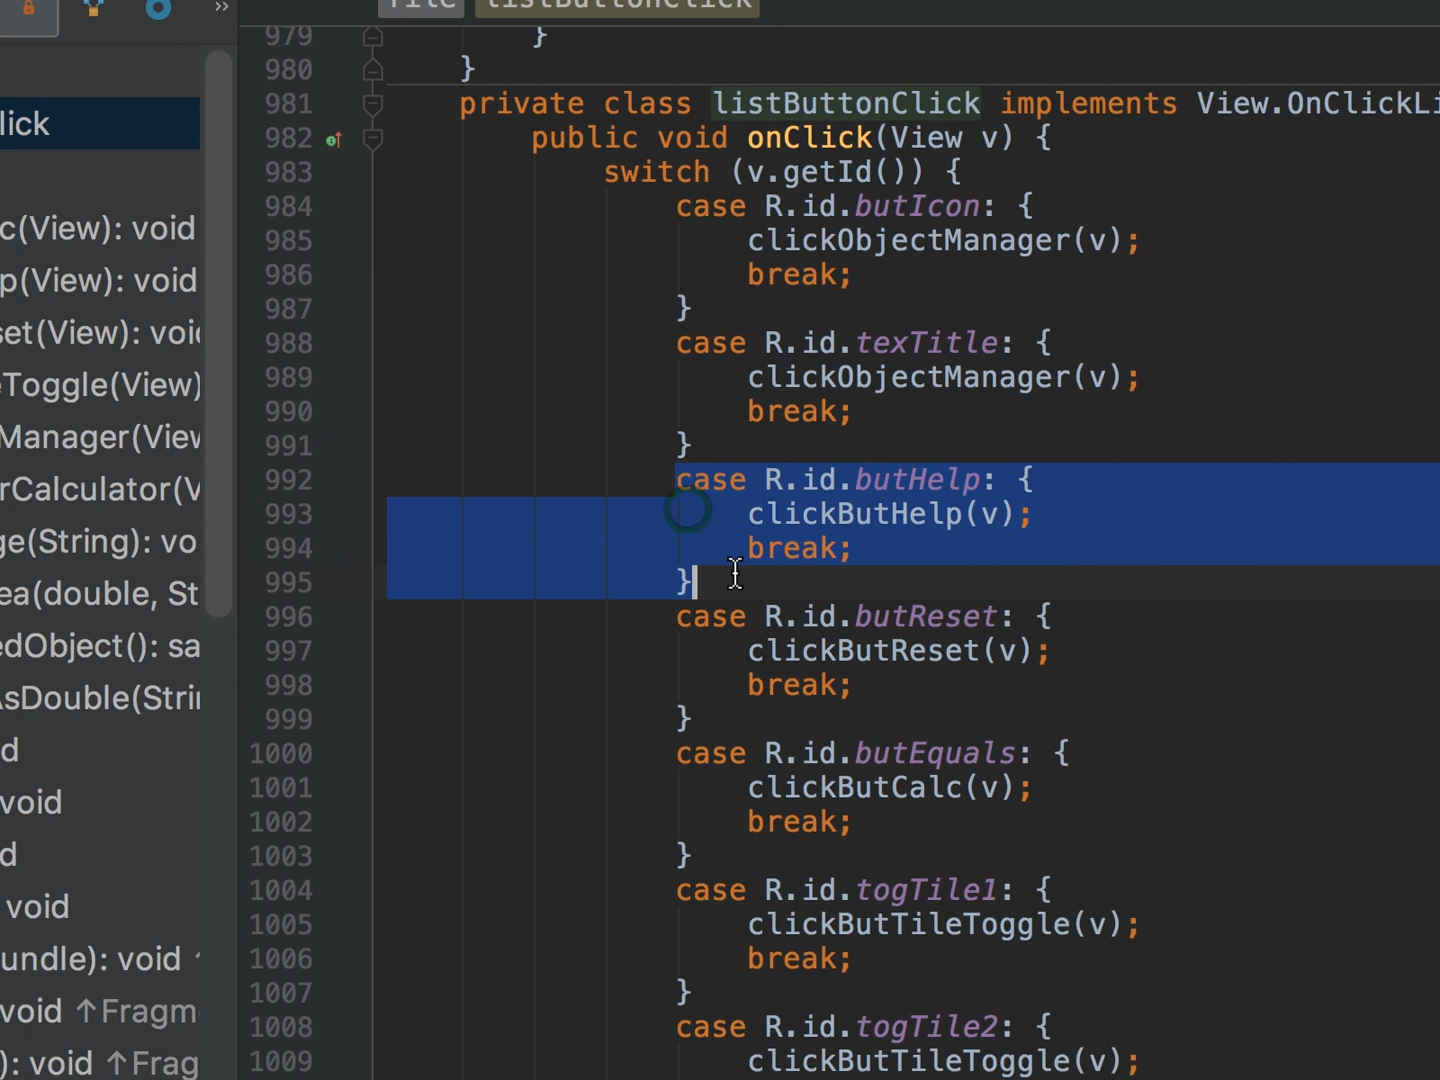 File listButtonClick
979 }
980 }
981 private class listButtonClick implements View.OnClickLi
982 public void onClick(View v) {
983 switch (v.getId()) {
984 case R.id.butIcon: {
985 clickObjectManager(v);
986 break;
987 }
988 case R.id.texTitle: {
989 clickObjectManager(v);
990 break;
991 }
992 case R.id.butHelp: {
993 clickButHelp(v);
994 break;
995 }
996 case R.id.butReset: {
997 clickButReset(v);
998 break;
999 }
1000 case R.id.butEquals: {
1001 clickButCalc(v);
1002 break;
1003 }
1004 case R.id.togTile1: {
1005 clickButTileToggle(v);
1006 break;
1007 }
1008 case R.id.togTile2: {
1009 clickButTileToggle(v);
lick
c(View): void
p(View): void
set(View): voi
eToggle(View)
Manager(View
rCalculator(V
ge(String): vo
ea(double, St
edObject(): sa
AsDouble(Stri
d
void
d
void
undle): void ↑
void ↑Fragm
): void ↑Frag